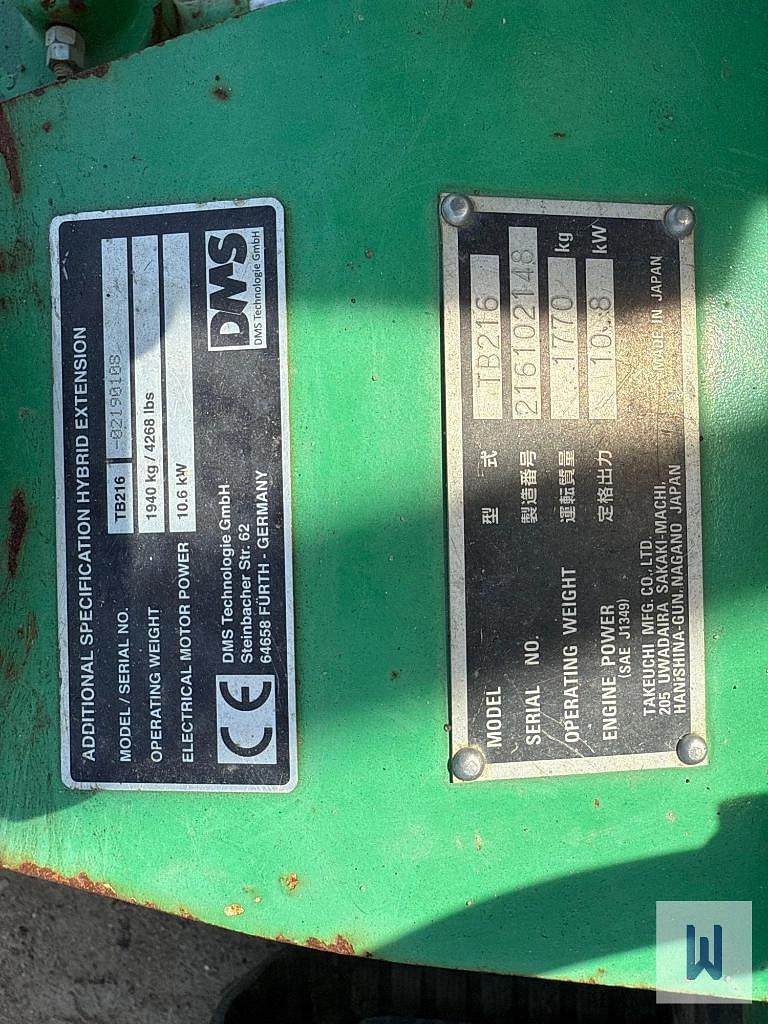 ADDITIONAL SPECIFICATION HYBRID EXTENSION
MODEL / SERIAL NO. TB216 -02190108
OPERATING WEIGHT 1940 kg / 4268 lbs
ELECTRICAL MOTOR POWER 10.6 kW
CE
DMS Technologie GmbH
Steinbacher Str. 62
64658 FÜRTH - GERMANY
DMS
DMS Technologie GmbH
MODEL 型 式 TB216
SERIAL NO. 製造番号 216102148
OPERATING WEIGHT 運転質量 1770 kg
ENGINE POWER 定格出力 10.8 kW
(SAE J1349)
TAKEUCHI MFG. CO., LTD.
205 UWADAIRA SAKAKI-MACHI,
HANISHINA-GUN, NAGANO JAPAN
MADE IN JAPAN
W